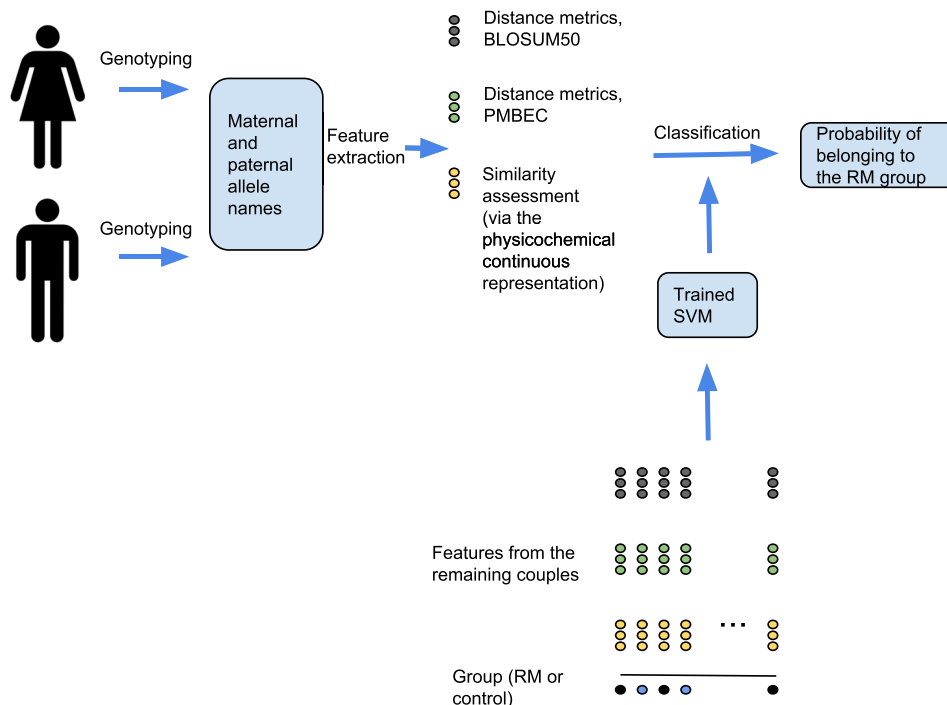 Genotyping
Genotyping
Maternal
and
paternal
allele
names
Feature
extraction
Distance metrics,
BLOSUM50
Distance metrics,
PMBEC
Similarity
assessment
(via the
physicochemical
continuous
representation)
Classification
Probability of
belonging to
the RM group
Trained
SVM
Features from the
remaining couples
...
Group (RM or
control)